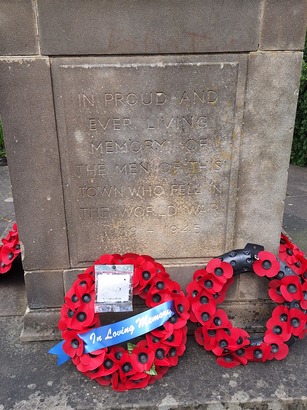 IN PROUD AND
EVER LIVING
MEMORY OF
THE MEN OF THIS
TOWN WHO FELL IN
THE WORLD WAR
1939 – 1945
In Loving Memory